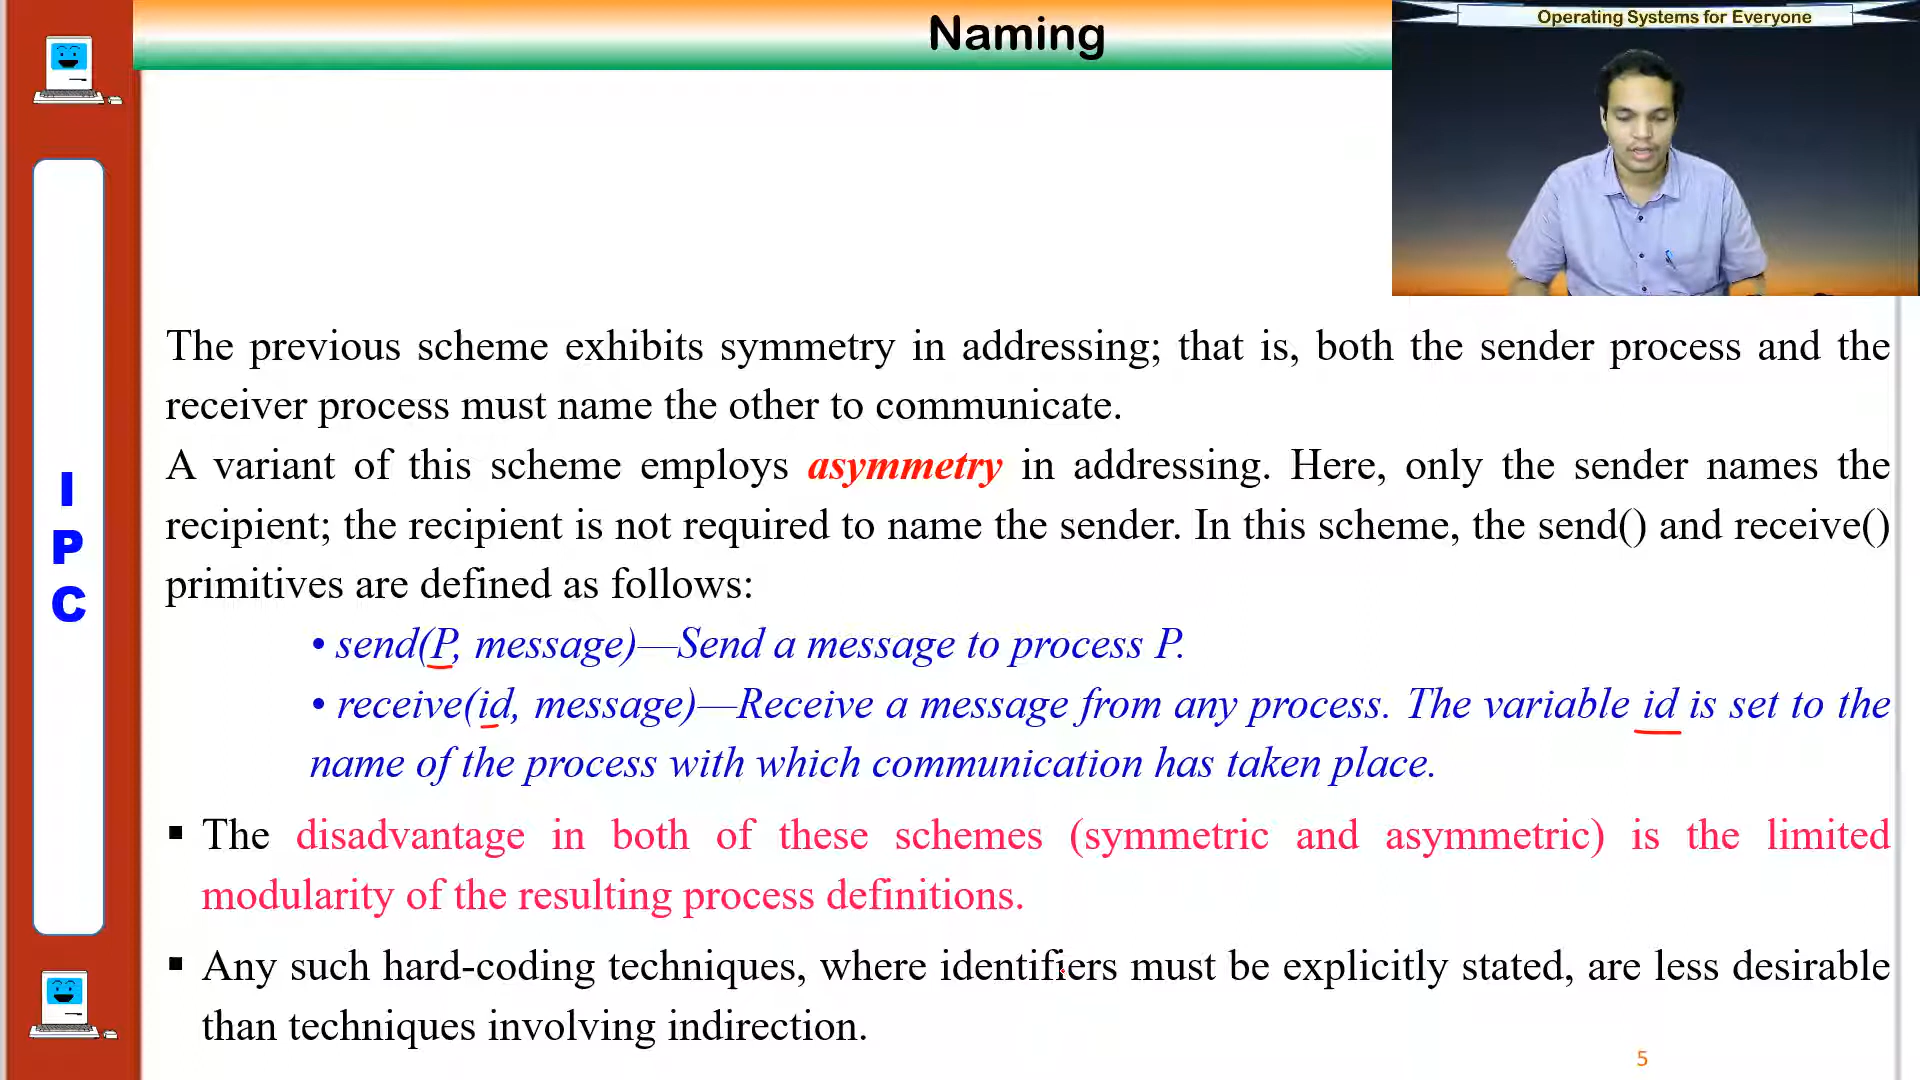 Naming
Operating Systems for Everyone
I
P
C
The previous scheme exhibits symmetry in addressing; that is, both the sender process and the
receiver process must name the other to communicate.
A variant of this scheme employs asymmetry in addressing. Here, only the sender names the
recipient; the recipient is not required to name the sender. In this scheme, the send() and receive()
primitives are defined as follows:
• send(P, message)—Send a message to process P.
• receive(id, message)—Receive a message from any process. The variable id is set to the
name of the process with which communication has taken place.
▪ The disadvantage in both of these schemes (symmetric and asymmetric) is the limited
modularity of the resulting process definitions.
▪ Any such hard-coding techniques, where identifiers must be explicitly stated, are less desirable
than techniques involving indirection.
5